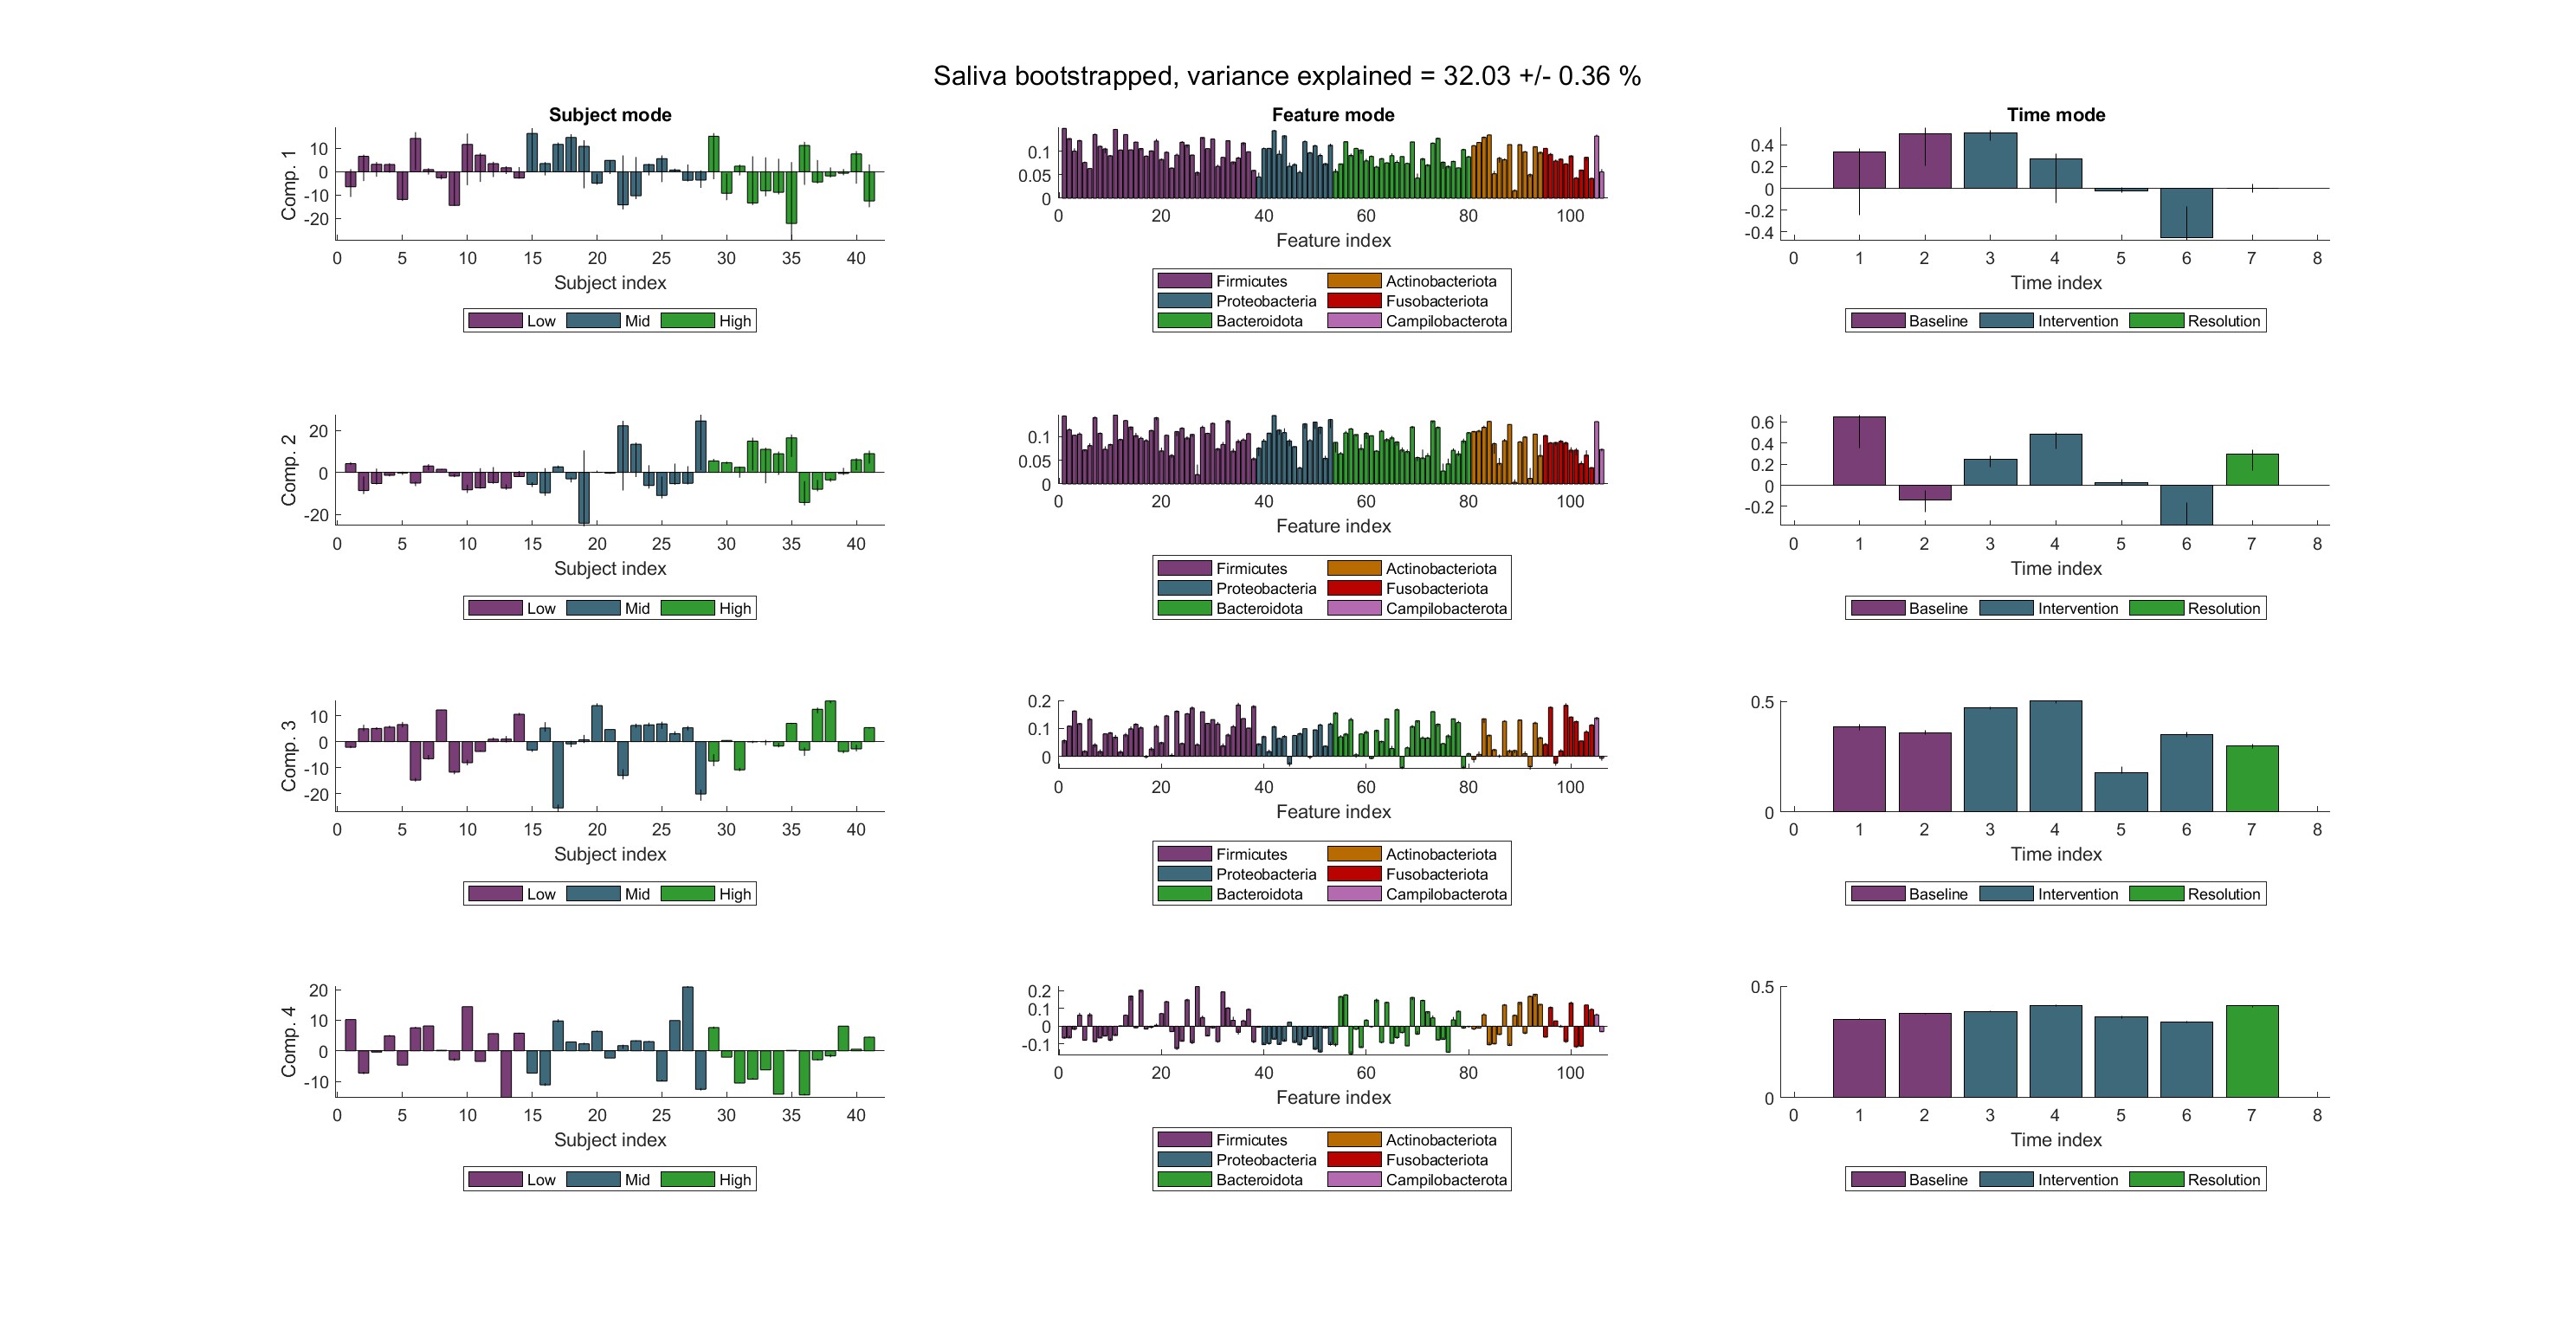 Saliva bootstrapped, variance explained = 32.03 +/- 0.36 %
Subject mode
Feature mode
Time mode
Comp. 1
10
0
-10
-20
0 5 10 15 20 25 30 35 40
Subject index
Low Mid High
0.1
0.05
0
0 20 40 60 80 100
Feature index
Firmicutes Actinobacteriota
Proteobacteria Fusobacteriota
Bacteroidota Campilobacterota
0.4
0.2
0
-0.2
-0.4
0 1 2 3 4 5 6 7 8
Time index
Baseline Intervention Resolution
Comp. 2
20
0
-20
0 5 10 15 20 25 30 35 40
Subject index
Low Mid High
0.1
0.05
0
0 20 40 60 80 100
Feature index
Firmicutes Actinobacteriota
Proteobacteria Fusobacteriota
Bacteroidota Campilobacterota
0.6
0.4
0.2
0
-0.2
0 1 2 3 4 5 6 7 8
Time index
Baseline Intervention Resolution
Comp. 3
10
0
-10
-20
0 5 10 15 20 25 30 35 40
Subject index
Low Mid High
0.2
0.1
0
0 20 40 60 80 100
Feature index
Firmicutes Actinobacteriota
Proteobacteria Fusobacteriota
Bacteroidota Campilobacterota
0.5
0
0 1 2 3 4 5 6 7 8
Time index
Baseline Intervention Resolution
Comp. 4
20
10
0
-10
0 5 10 15 20 25 30 35 40
Subject index
Low Mid High
0.2
0.1
0
-0.1
0 20 40 60 80 100
Feature index
Firmicutes Actinobacteriota
Proteobacteria Fusobacteriota
Bacteroidota Campilobacterota
0.5
0
0 1 2 3 4 5 6 7 8
Time index
Baseline Intervention Resolution